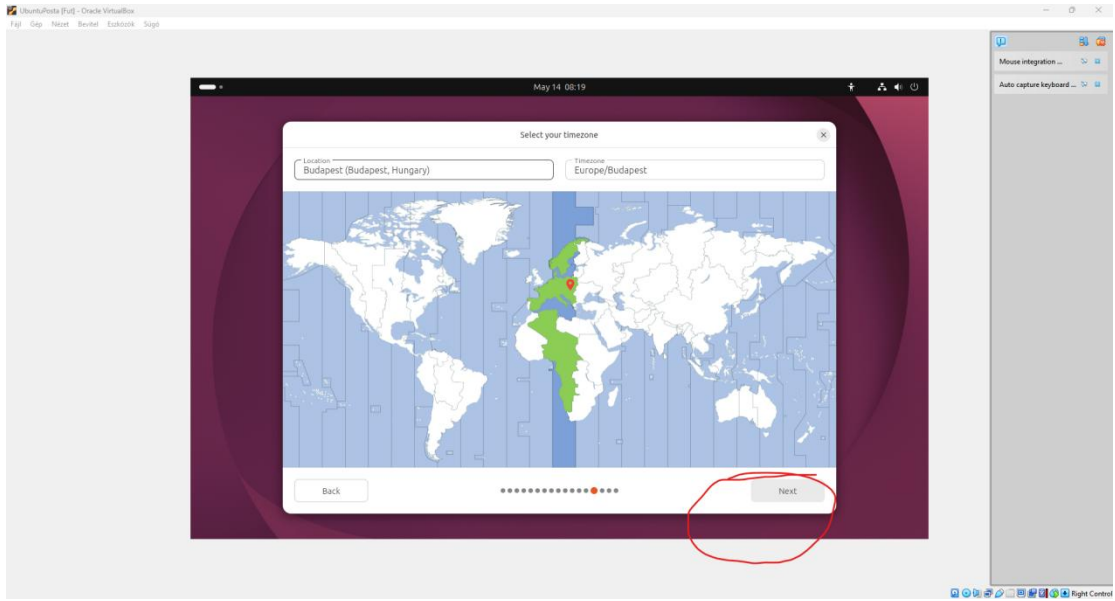 UbuntuPosta [Fut] - Oracle VirtualBox
Fájl Gép Nézet Bevitel Eszközök Súgó
Mouse integration ...
Auto capture keyboard ...
May 14 08:19
Select your timezone
Location
Budapest (Budapest, Hungary)
Timezone
Europe/Budapest
Back
Next
Right Control